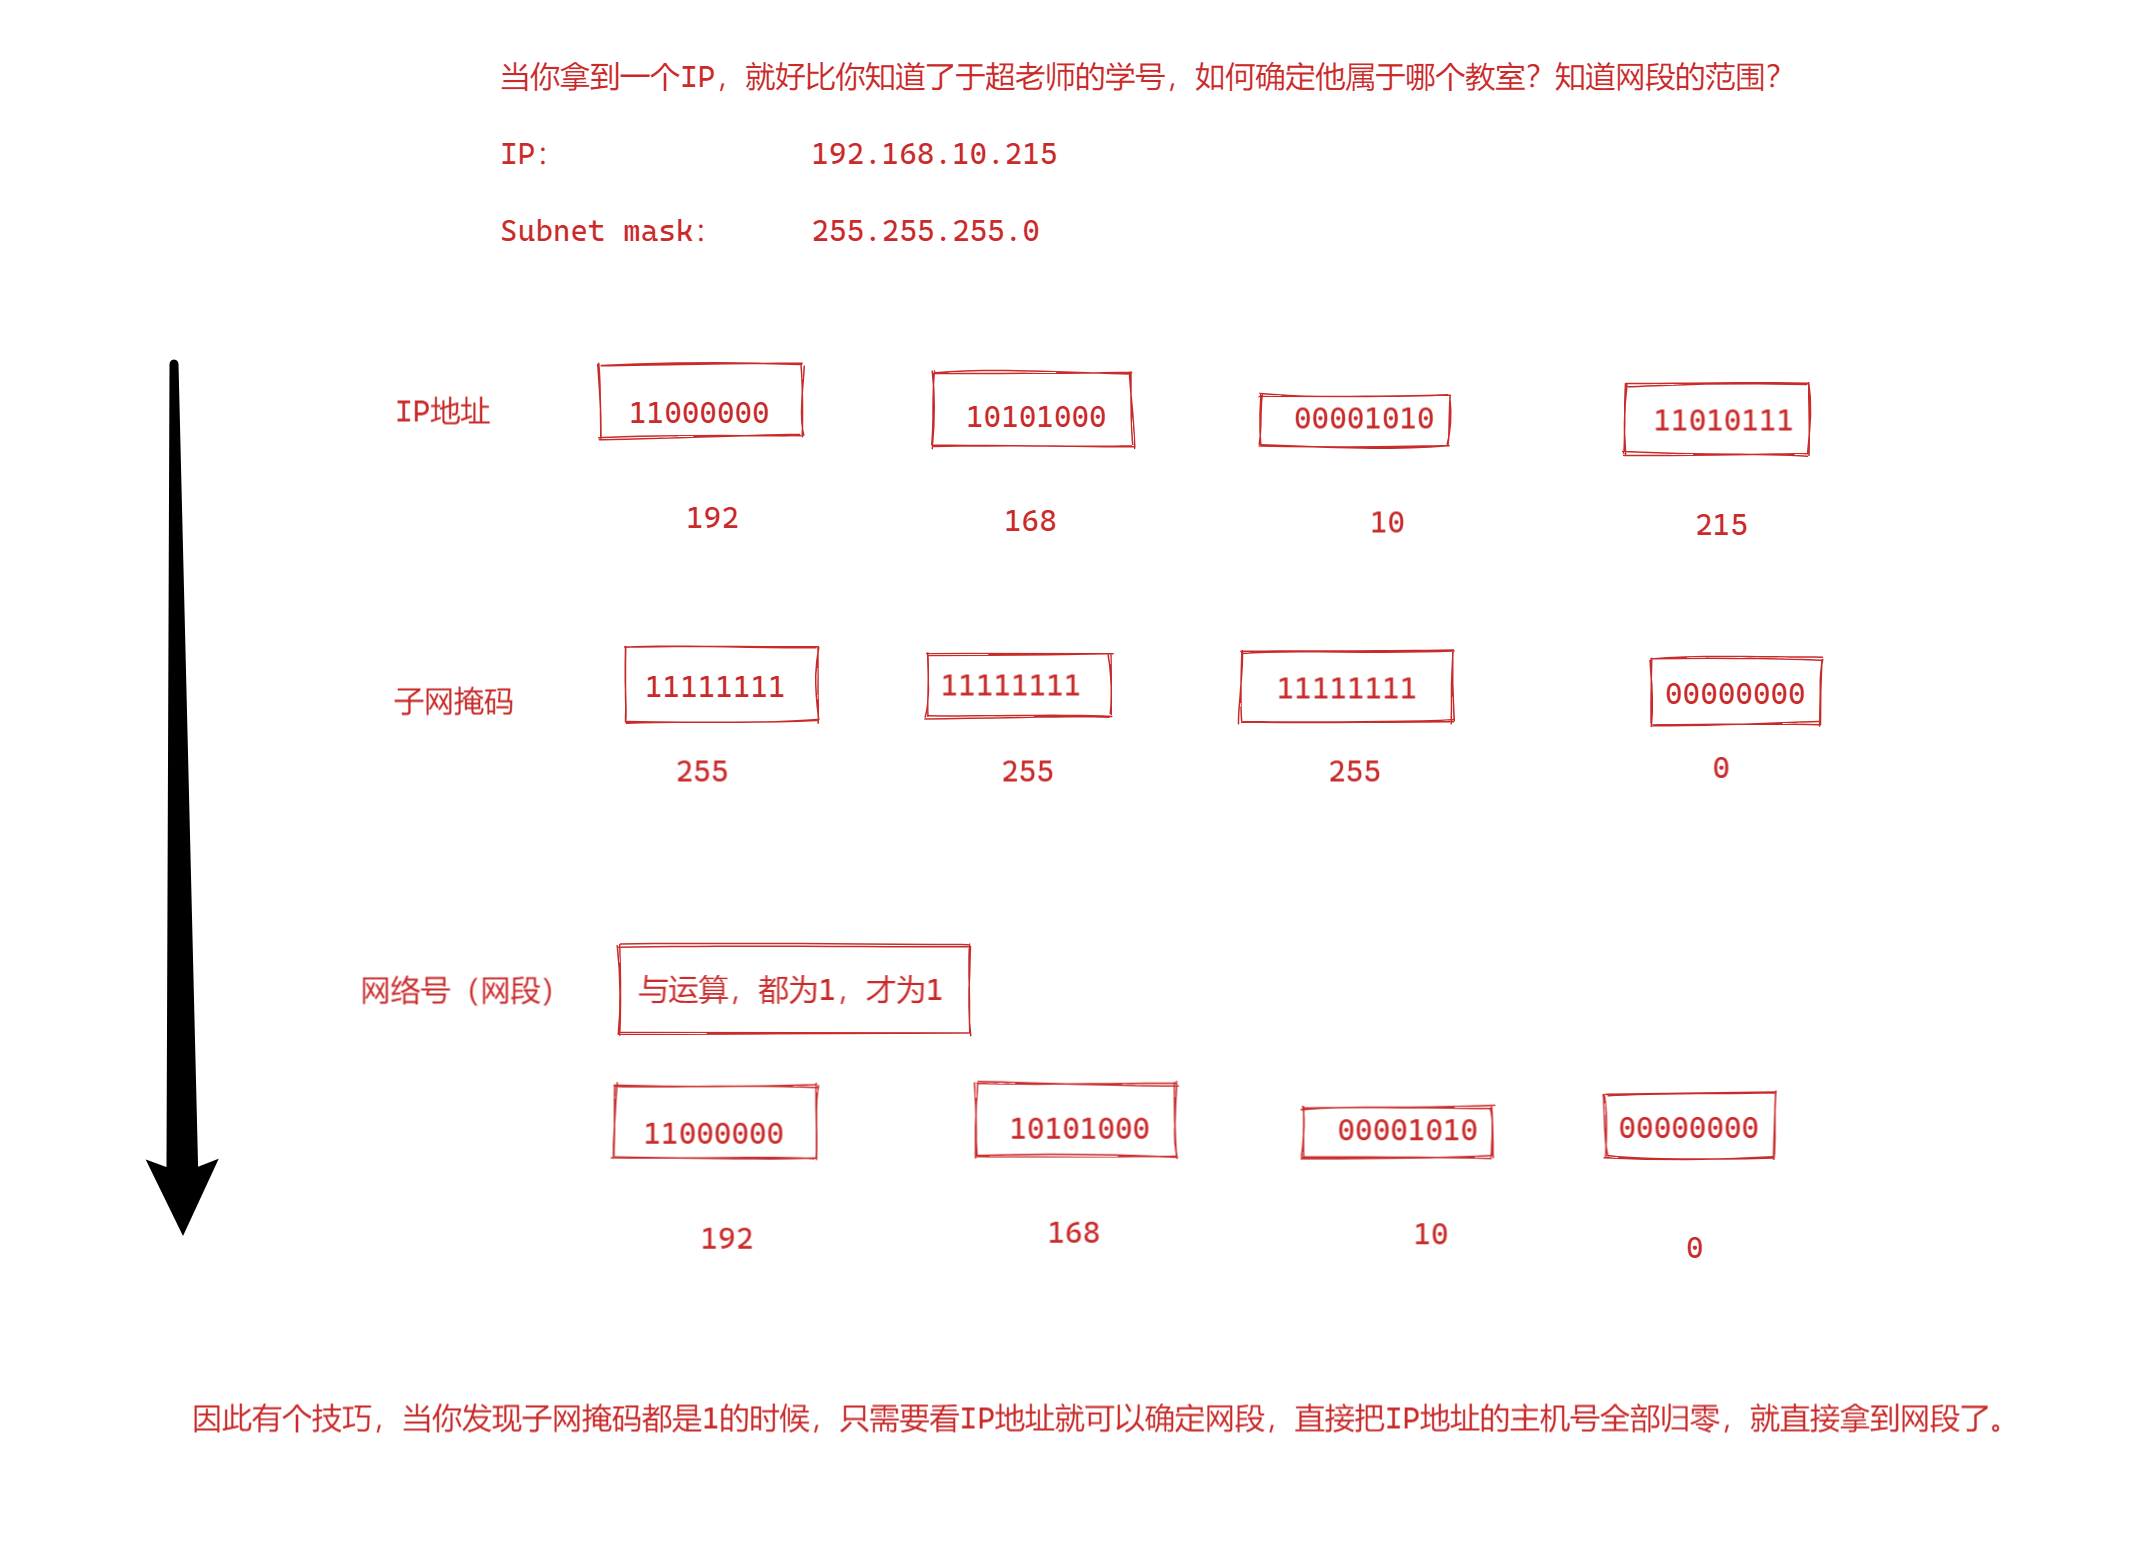 当你拿到一个IP，就好比你知道了于超老师的学号，如何确定他属于哪个教室？知道网段的范围？
IP： 192.168.10.215
Subnet mask： 255.255.255.0
IP地址 11000000 10101000 00001010 11010111
192 168 10 215
子网掩码 11111111 11111111 11111111 00000000
255 255 255 0
网络号（网段） 与运算，都为1，才为1
11000000 10101000 00001010 00000000
192 168 10 0
因此有个技巧，当你发现子网掩码都是1的时候，只需要看IP地址就可以确定网段，直接把IP地址的主机号全部归零，就直接拿到网段了。